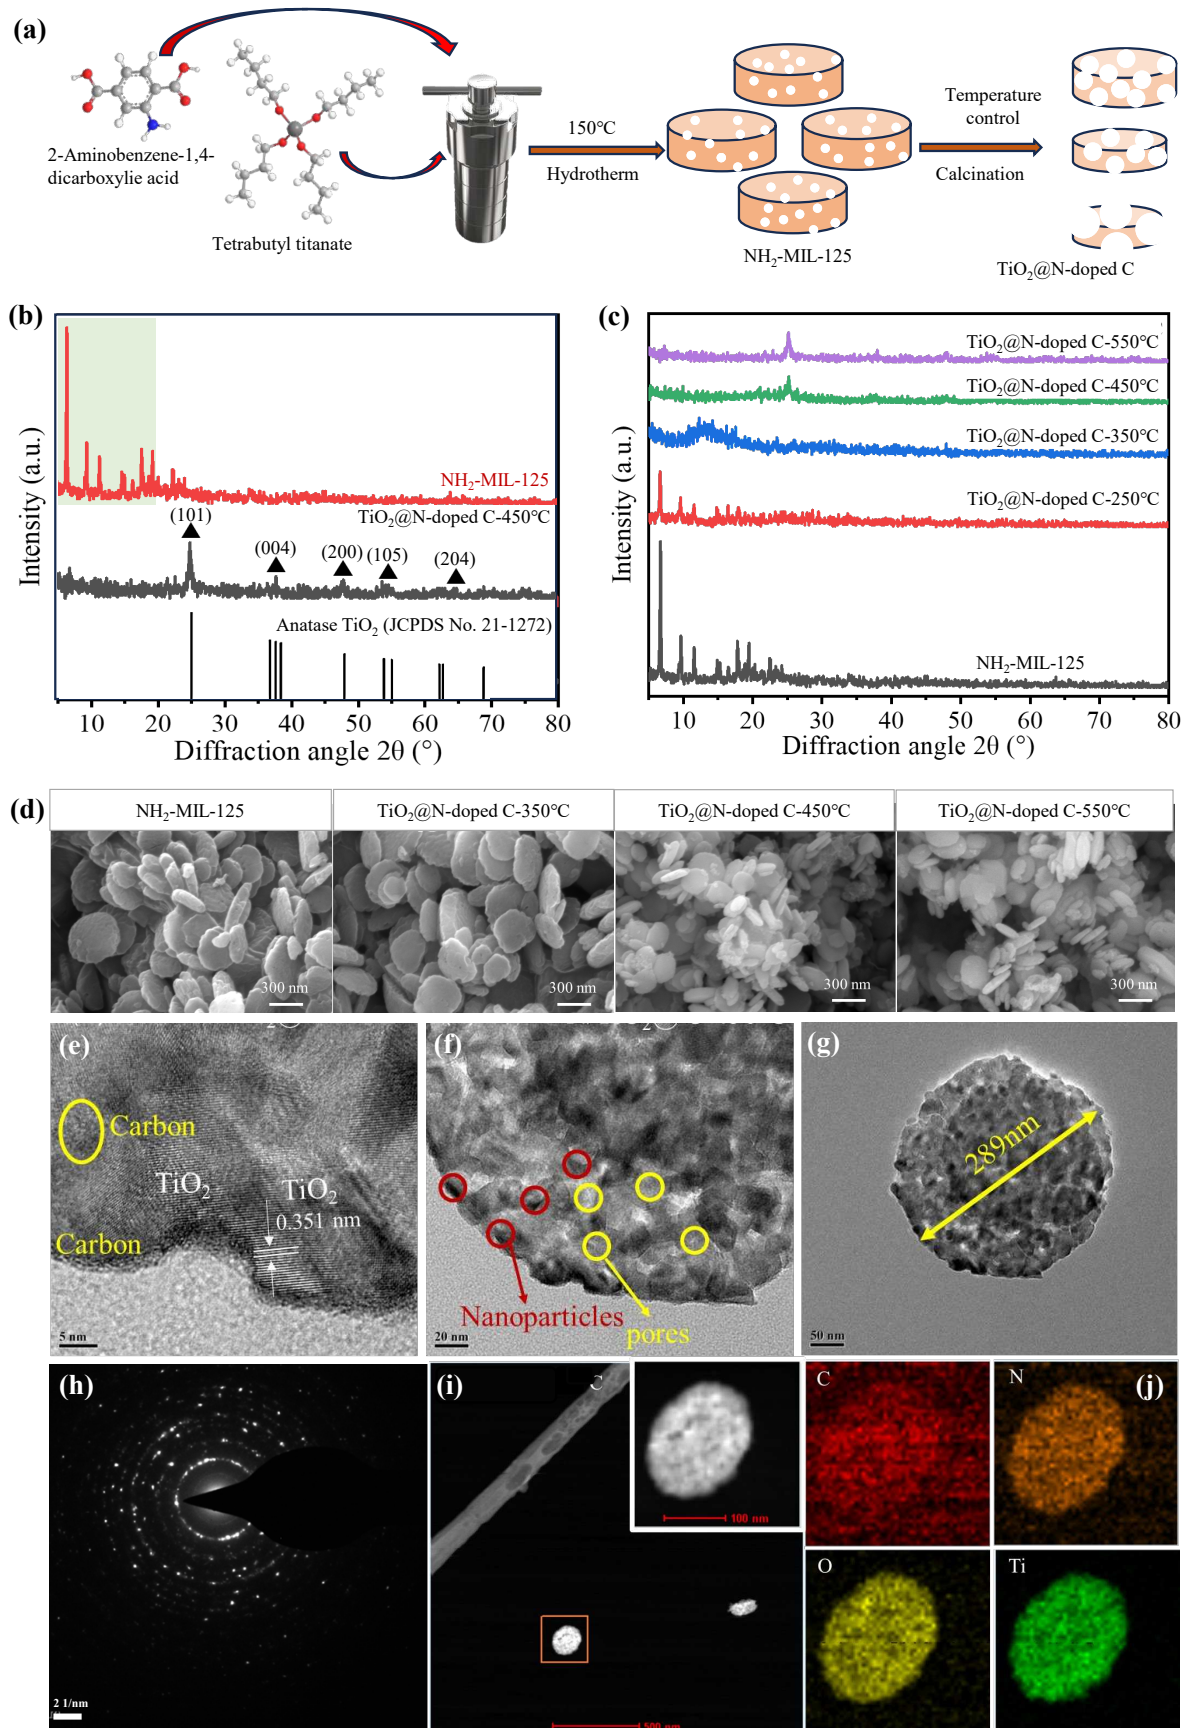 (a)
2-Aminobenzene-1,4-
dicarboxylie acid
Tetrabutyl titanate
150℃
Hydrotherm
NH₂-MIL-125
Temperature
control
Calcination
TiO₂@N-doped C
(b)
Intensity (a.u.)
NH₂-MIL-125
TiO₂@N-doped C-450℃
(101)
(004)
(200)
(105)
(204)
Anatase TiO₂ (JCPDS No. 21-1272)
10 20 30 40 50 60 70 80
Diffraction angle 2θ (°)
(c)
Intensity (a.u.)
TiO₂@N-doped C-550℃
TiO₂@N-doped C-450℃
TiO₂@N-doped C-350℃
TiO₂@N-doped C-250℃
NH₂-MIL-125
10 20 30 40 50 60 70 80
Diffraction angle 2θ (°)
(d)
NH₂-MIL-125
TiO₂@N-doped C-350℃
TiO₂@N-doped C-450℃
TiO₂@N-doped C-550℃
300 nm
300 nm
300 nm
300 nm
(e)
Carbon
TiO₂
TiO₂
0.351 nm
Carbon
5 nm
(f)
Nanoparticles
pores
20 nm
(g)
289nm
50 nm
(h)
2 1/nm
(i)
C
100 nm
500 nm
(j)
C
N
O
Ti